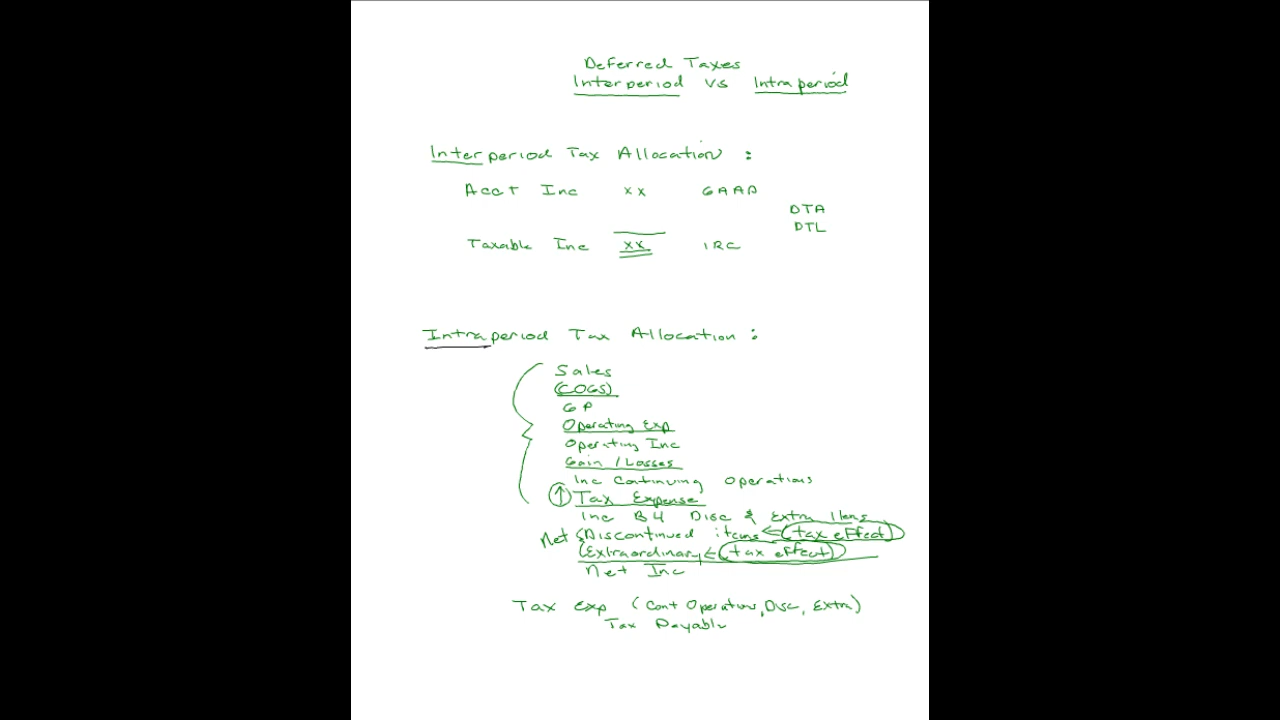 Deferred Taxes
Interperiod vs Intraperiod
Interperiod Tax Allocation :
Acct Inc xx GAAP
DTA
DTL
Taxable Inc xx IRC
Intraperiod Tax Allocation :
Sales
(COGS)
GP
Operating Exp
Operating Inc
Gain / Losses
Inc Continuing Operations
↑ Tax Expense
Inc B4 Disc & Extra Items
Net Discontinued items ← tax effect
Extraordinary ← tax effect
Net Inc
Tax Exp (Cont Operations, Disc, Extra)
Tax Payable